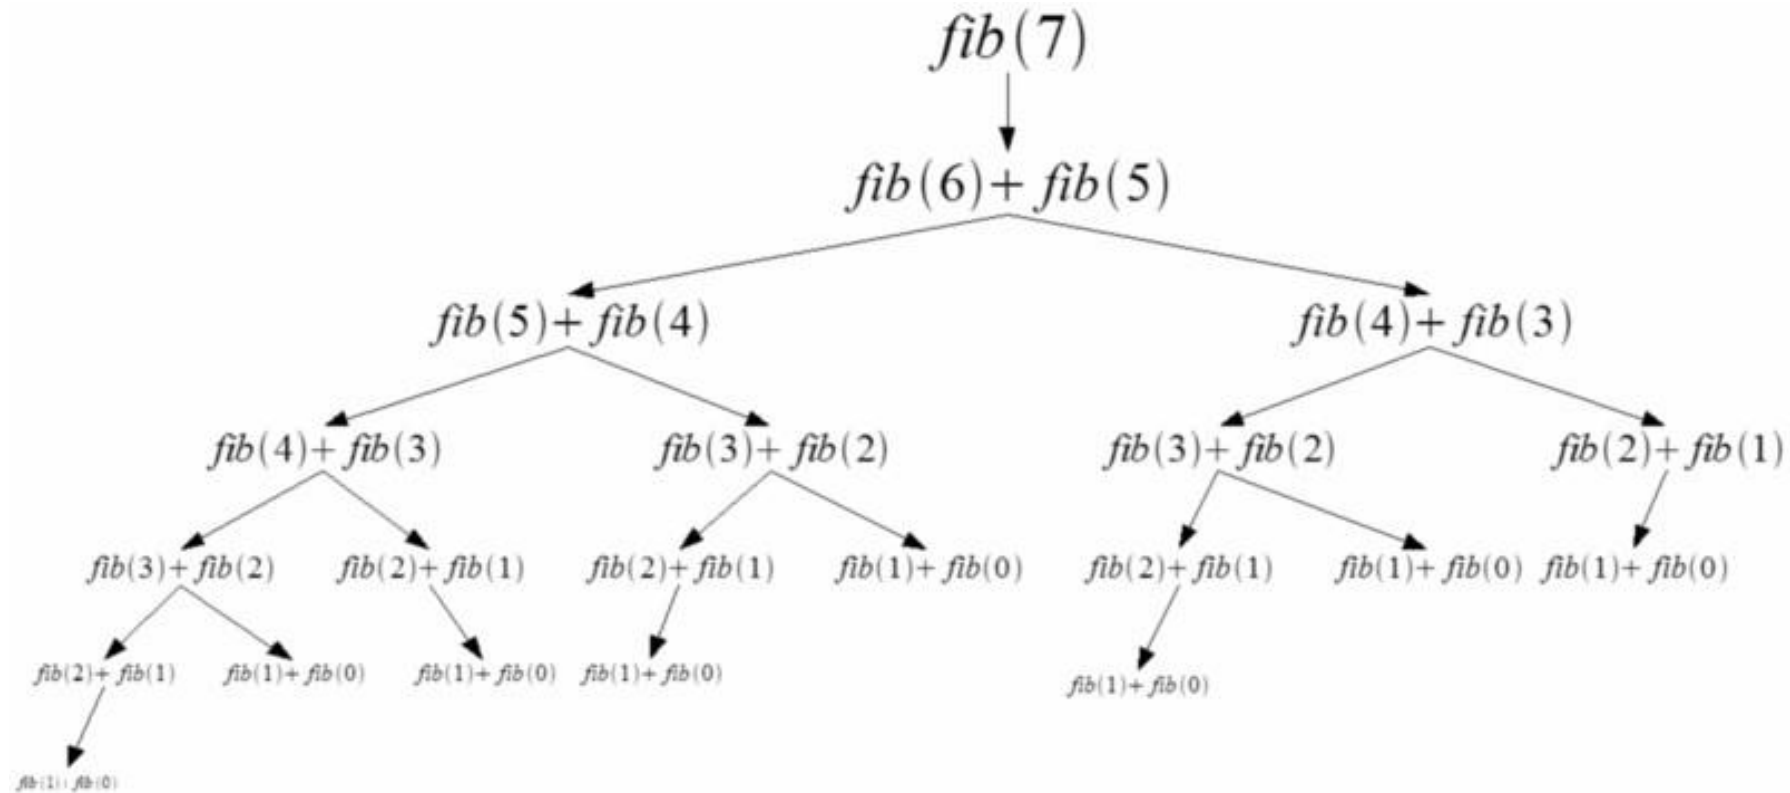 fib(7)
fib(6)+ fib(5)
fib(5)+ fib(4) fib(4)+ fib(3)
fib(4)+ fib(3) fib(3)+ fib(2) fib(3)+ fib(2) fib(2)+ fib(1)
fib(3)+ fib(2) fib(2)+ fib(1) fib(2)+ fib(1) fib(1)+ fib(0) fib(2)+ fib(1) fib(1)+ fib(0) fib(1)+ fib(0)
fib(2)+ fib(1) fib(1)+ fib(0) fib(1)+ fib(0) fib(1)+ fib(0) fib(1)+ fib(0)
fib(1)+ fib(0)